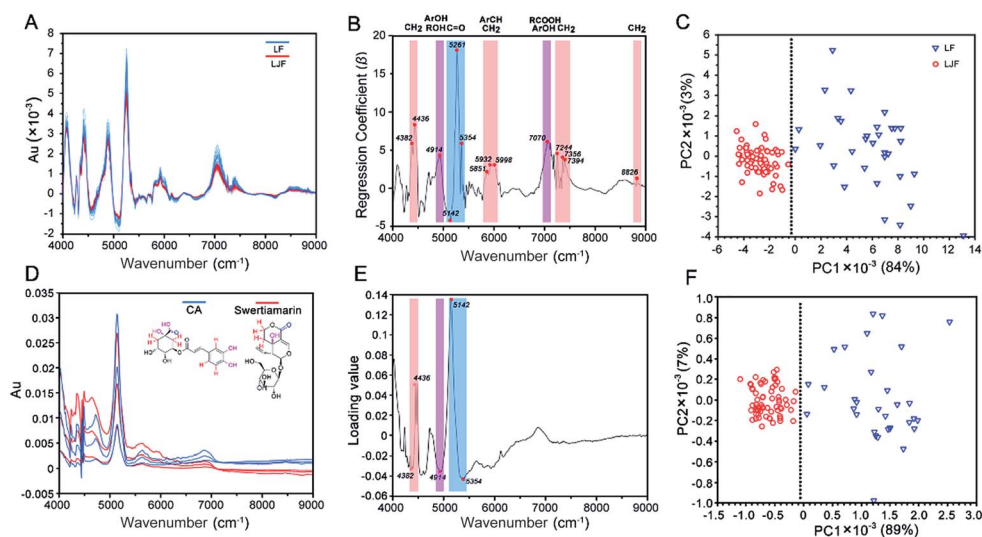 A
Au (×10⁻³)
8
7
6
5
4
3
2
1
0
-1
-2
4000 5000 6000 7000 8000 9000
Wavenumber (cm⁻¹)
LF
LJF
B
CH₂
ArOH
ROH C=O
ArCH
CH₂
RCOOH
ArOH CH₂
CH₂
Regression Coefficient (β)
20
15
10
5
0
-5
4382
4436
4914
5142
5261
5354
5851
5932
5998
7070
7244
7356
7394
8826
4000 5000 6000 7000 8000 9000
Wavenumber (cm⁻¹)
C
PC2 ×10⁻³ (3%)
6
5
4
3
2
1
0
-1
-2
-3
-4
LF
LJF
-6 -4 -2 0 2 4 6 8 10 12 14
PC1 ×10⁻³ (84%)
D
Au
0.035
0.03
0.025
0.02
0.015
0.01
0.005
0
-0.005
CA
Swertiamarin
4000 5000 6000 7000 8000 9000
Wavenumber (cm⁻¹)
E
Loading value
0.14
0.12
0.10
0.08
0.06
0.04
0.02
0.00
-0.02
-0.04
-0.06
4382
4436
4914
5142
5354
4000 5000 6000 7000 8000 9000
Wavenumber (cm⁻¹)
F
PC2 ×10⁻³ (7%)
1.0
0.8
0.6
0.4
0.2
0.0
-0.2
-0.4
-0.6
-0.8
-1.0
-1.5 -1.0 -0.5 0 0.5 1.0 1.5 2.0 2.5 3.0
PC1 ×10⁻³ (89%)